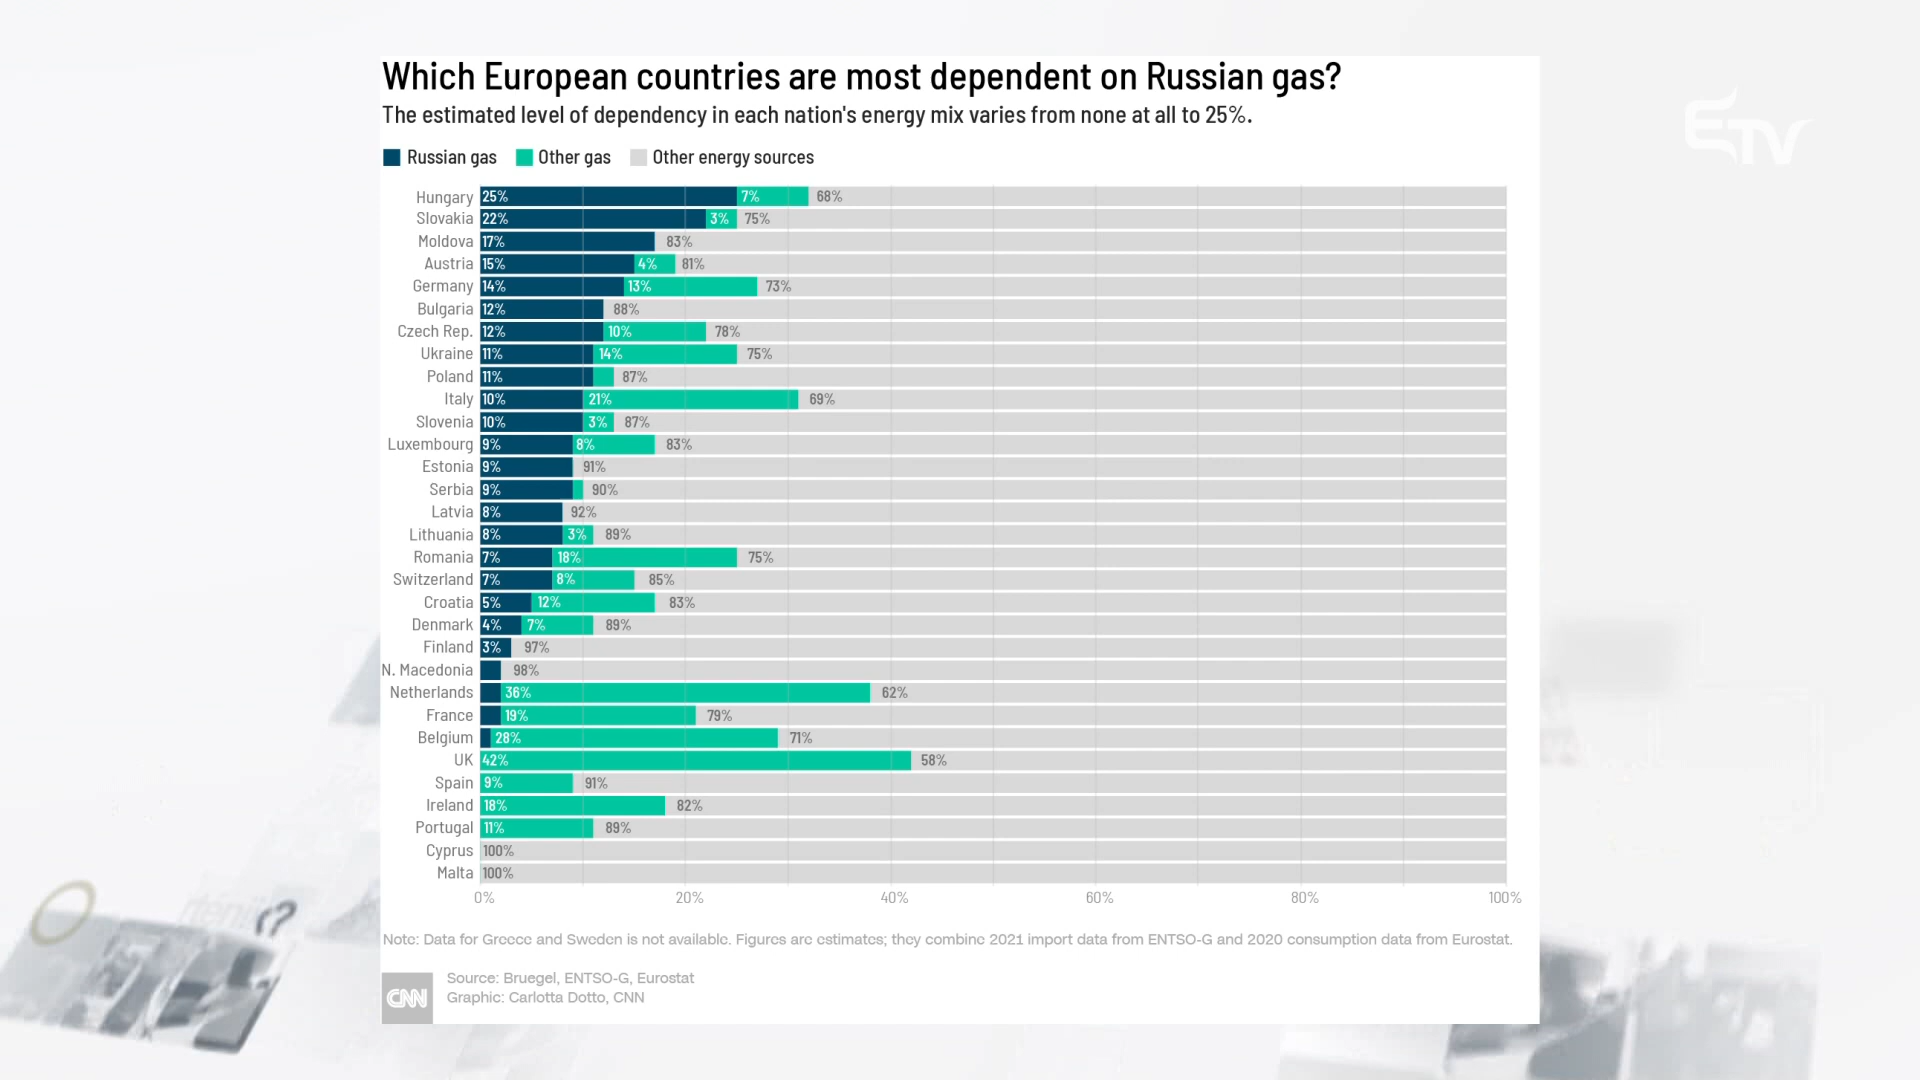 Which European countries are most dependent on Russian gas?
The estimated level of dependency in each nation's energy mix varies from none at all to 25%.
Russian gas Other gas Other energy sources
ETV
Hungary 25% 7% 68%
Slovakia 22% 3% 75%
Moldova 17% 83%
Austria 15% 4% 81%
Germany 14% 13% 73%
Bulgaria 12% 88%
Czech Rep. 12% 10% 78%
Ukraine 11% 14% 75%
Poland 11% 87%
Italy 10% 21% 69%
Slovenia 10% 3% 87%
Luxembourg 9% 8% 83%
Estonia 9% 91%
Serbia 9% 90%
Latvia 8% 92%
Lithuania 8% 3% 89%
Romania 7% 18% 75%
Switzerland 7% 8% 85%
Croatia 5% 12% 83%
Denmark 4% 7% 89%
Finland 3% 97%
N. Macedonia 98%
Netherlands 36% 62%
France 19% 79%
Belgium 28% 71%
UK 42% 58%
Spain 9% 91%
Ireland 18% 82%
Portugal 11% 89%
Cyprus 100%
Malta 100%
0% 20% 40% 60% 80% 100%
Note: Data for Greece and Sweden is not available. Figures are estimates; they combine 2021 import data from ENTSO-G and 2020 consumption data from Eurostat.
CNN
Source: Bruegel, ENTSO-G, Eurostat
Graphic: Carlotta Dotto, CNN